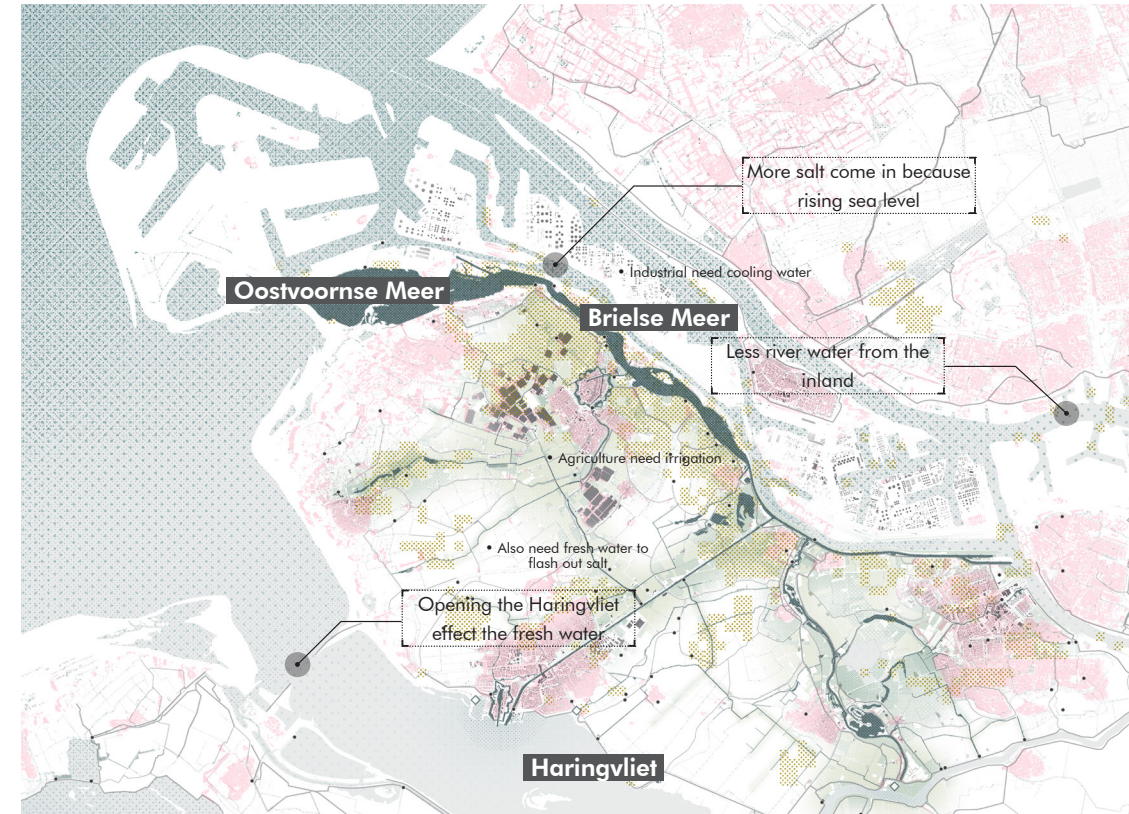 More salt come in because
rising sea level
• Industrial need cooling water
Oostvoornse Meer
Brielse Meer
Less river water from the
inland
• Agriculture need irrigation
• Also need fresh water to
flash out salt
Opening the Haringvliet
effect the fresh water
Haringvliet